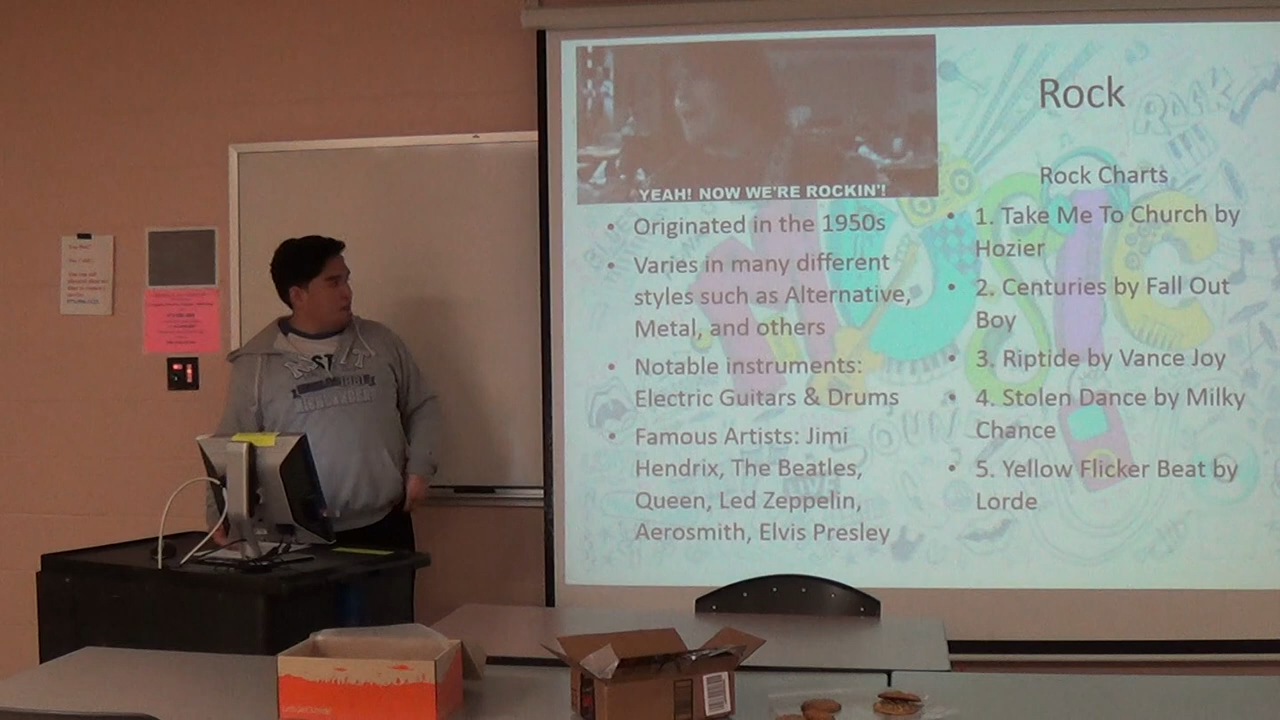 YEAH! NOW WE'RE ROCKIN'!
• Originated in the 1950s
• Varies in many different
styles such as Alternative,
Metal, and others
• Notable instruments:
Electric Guitars & Drums
• Famous Artists: Jimi
Hendrix, The Beatles,
Queen, Led Zeppelin,
Aerosmith, Elvis Presley
Rock
Rock Charts
• 1. Take Me To Church by
Hozier
• 2. Centuries by Fall Out
Boy
• 3. Riptide by Vance Joy
• 4. Stolen Dance by Milky
Chance
• 5. Yellow Flicker Beat by
Lorde
MUSIC
ROCK
SOUND